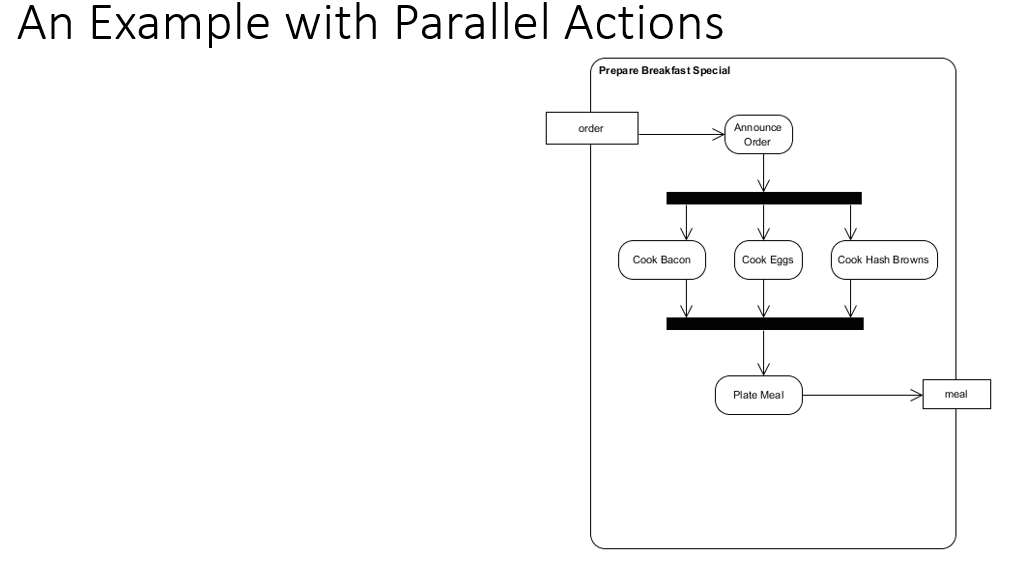 An Example with Parallel Actions
Prepare Breakfast Special
order
Announce
Order
Cook Bacon
Cook Eggs
Cook Hash Browns
Plate Meal
meal